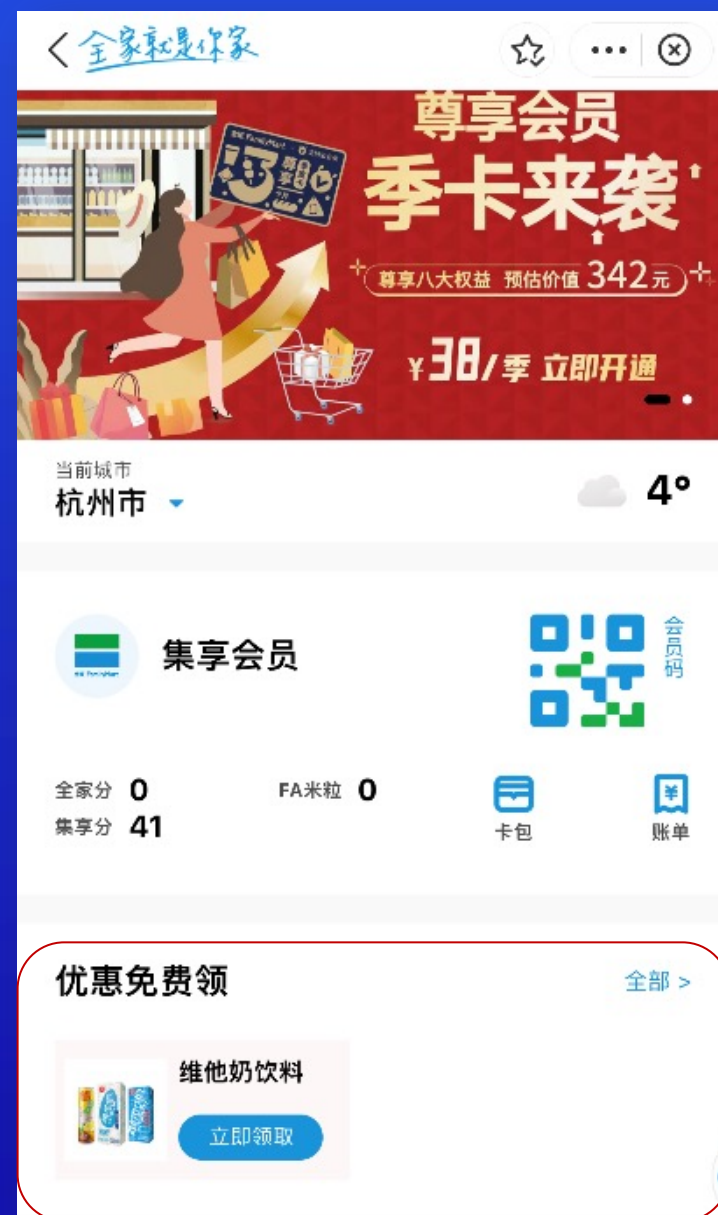 全家就是你家
尊享会员
季卡来袭
尊享八大权益 预估价值 342元
¥38/季 立即开通
当前城市
杭州市
4°
集享会员
会员码
全家分 0
FA米粒 0
集享分 41
卡包
账单
优惠免费领
全部 >
维他奶饮料
立即领取